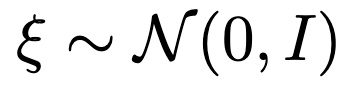 ξ ∼ 𝒩(0, I)